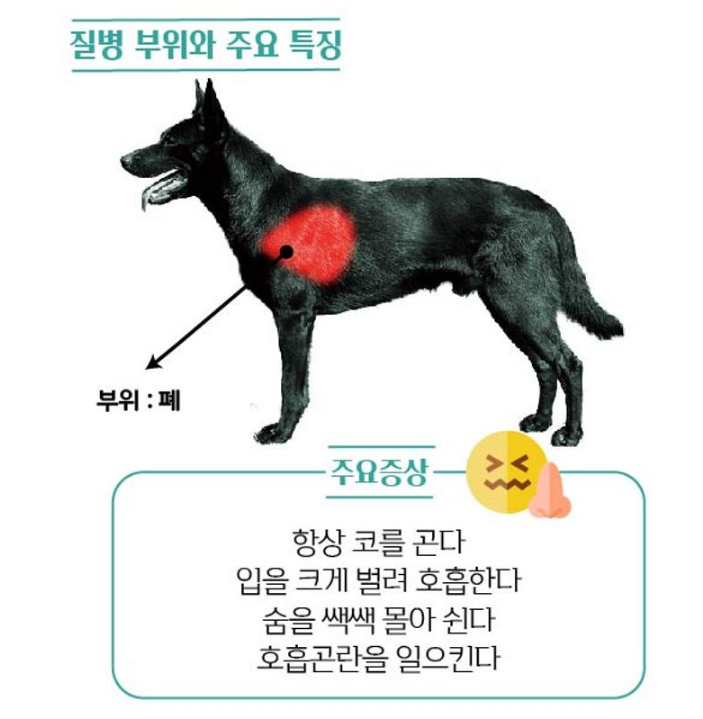 질병 부위와 주요 특징
부위 : 폐
주요증상
항상 코를 곤다
입을 크게 벌려 호흡한다
숨을 쌕쌕 몰아 쉰다
호흡곤란을 일으킨다